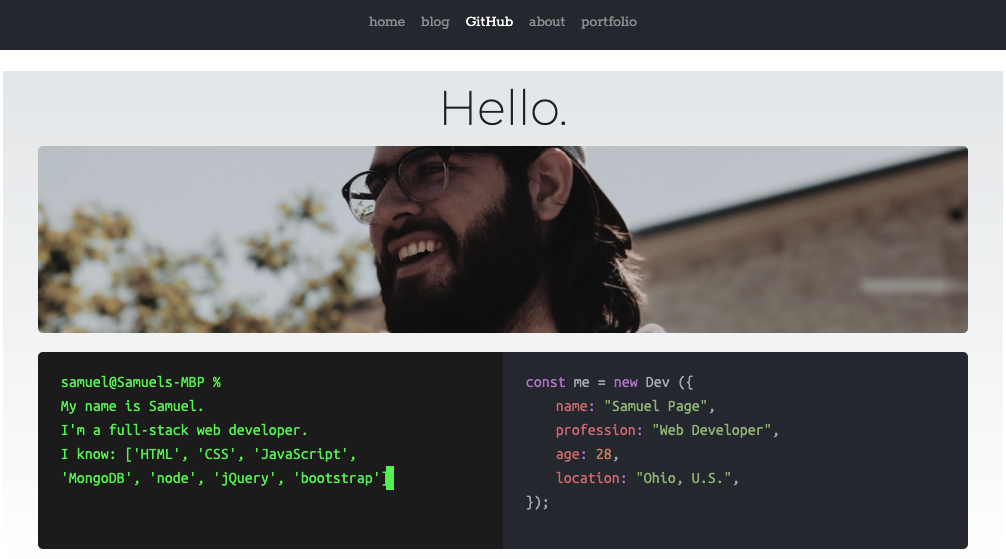 home blog GitHub about portfolio
Hello.
samuel@Samuels-MBP %
My name is Samuel.
I'm a full-stack web developer.
I know: ['HTML', 'CSS', 'JavaScript',
'MongoDB', 'node', 'jQuery', 'bootstrap']
const me = new Dev ({
name: "Samuel Page",
profession: "Web Developer",
age: 28,
location: "Ohio, U.S.",
});